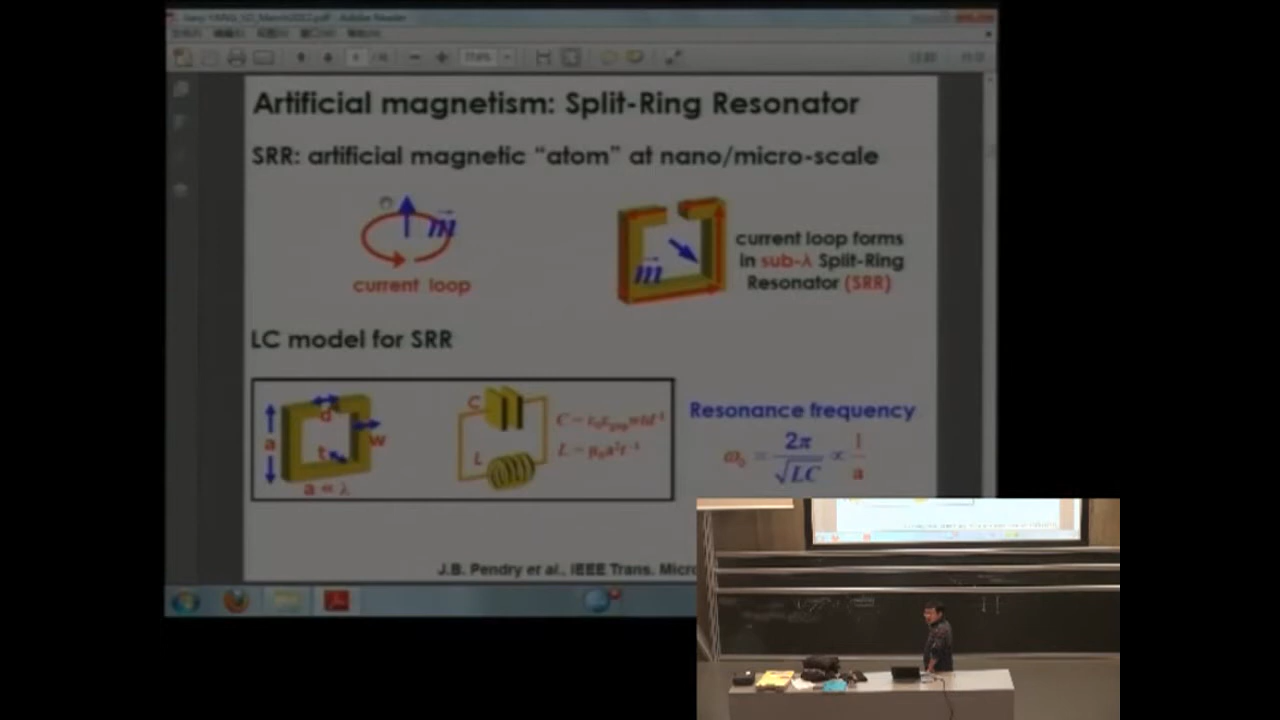 Artificial magnetism: Split-Ring Resonator
SRR: artificial magnetic “atom” at nano/micro-scale
m
current loop
m
current loop forms
in sub-λ Split-Ring
Resonator (SRR)
LC model for SRR
a
d
w
t
a ≪ λ
C
L
Resonance frequency
ω₀ = 2π / √LC ∝ 1 / a
J.B. Pendry et al., IEEE Trans. Micro